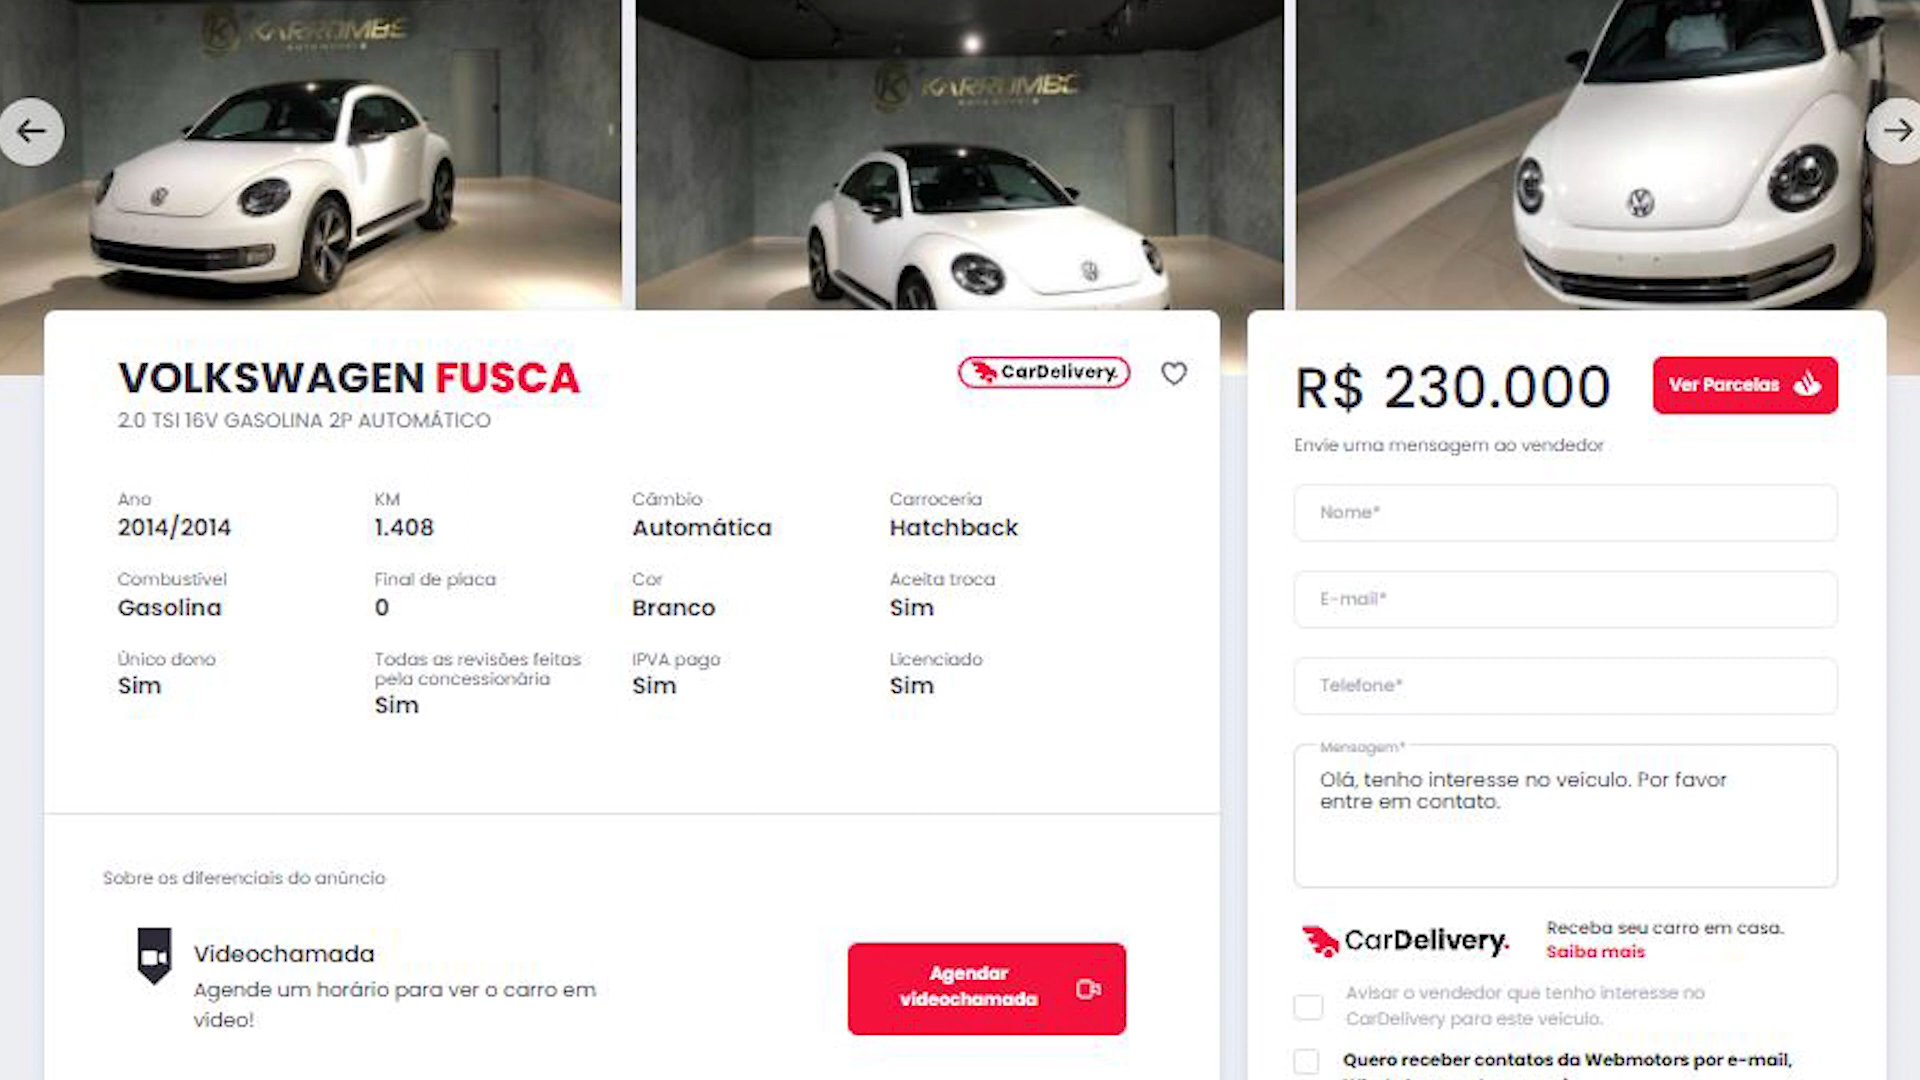 KARRUMBE
KARRUMBE
VOLKSWAGEN FUSCA
2.0 TSI 16V GASOLINA 2P AUTOMÁTICO
CarDelivery.
Ano
2014/2014
KM
1.408
Câmbio
Automática
Carroceria
Hatchback
Combustível
Gasolina
Final de placa
0
Cor
Branco
Aceita troca
Sim
Único dono
Sim
Todas as revisões feitas
pela concessionária
Sim
IPVA pago
Sim
Licenciado
Sim
Sobre os diferenciais do anúncio
Videochamada
Agende um horário para ver o carro em
vídeo!
Agendar
videochamada
R$ 230.000
Ver Parcelas
Envie uma mensagem ao vendedor
Nome*
E-mail*
Telefone*
Mensagem*
Olá, tenho interesse no veículo. Por favor
entre em contato.
CarDelivery.
Receba seu carro em casa.
Saiba mais
Avisar o vendedor que tenho interesse no
CarDelivery para este veículo.
Quero receber contatos da Webmotors por e-mail,